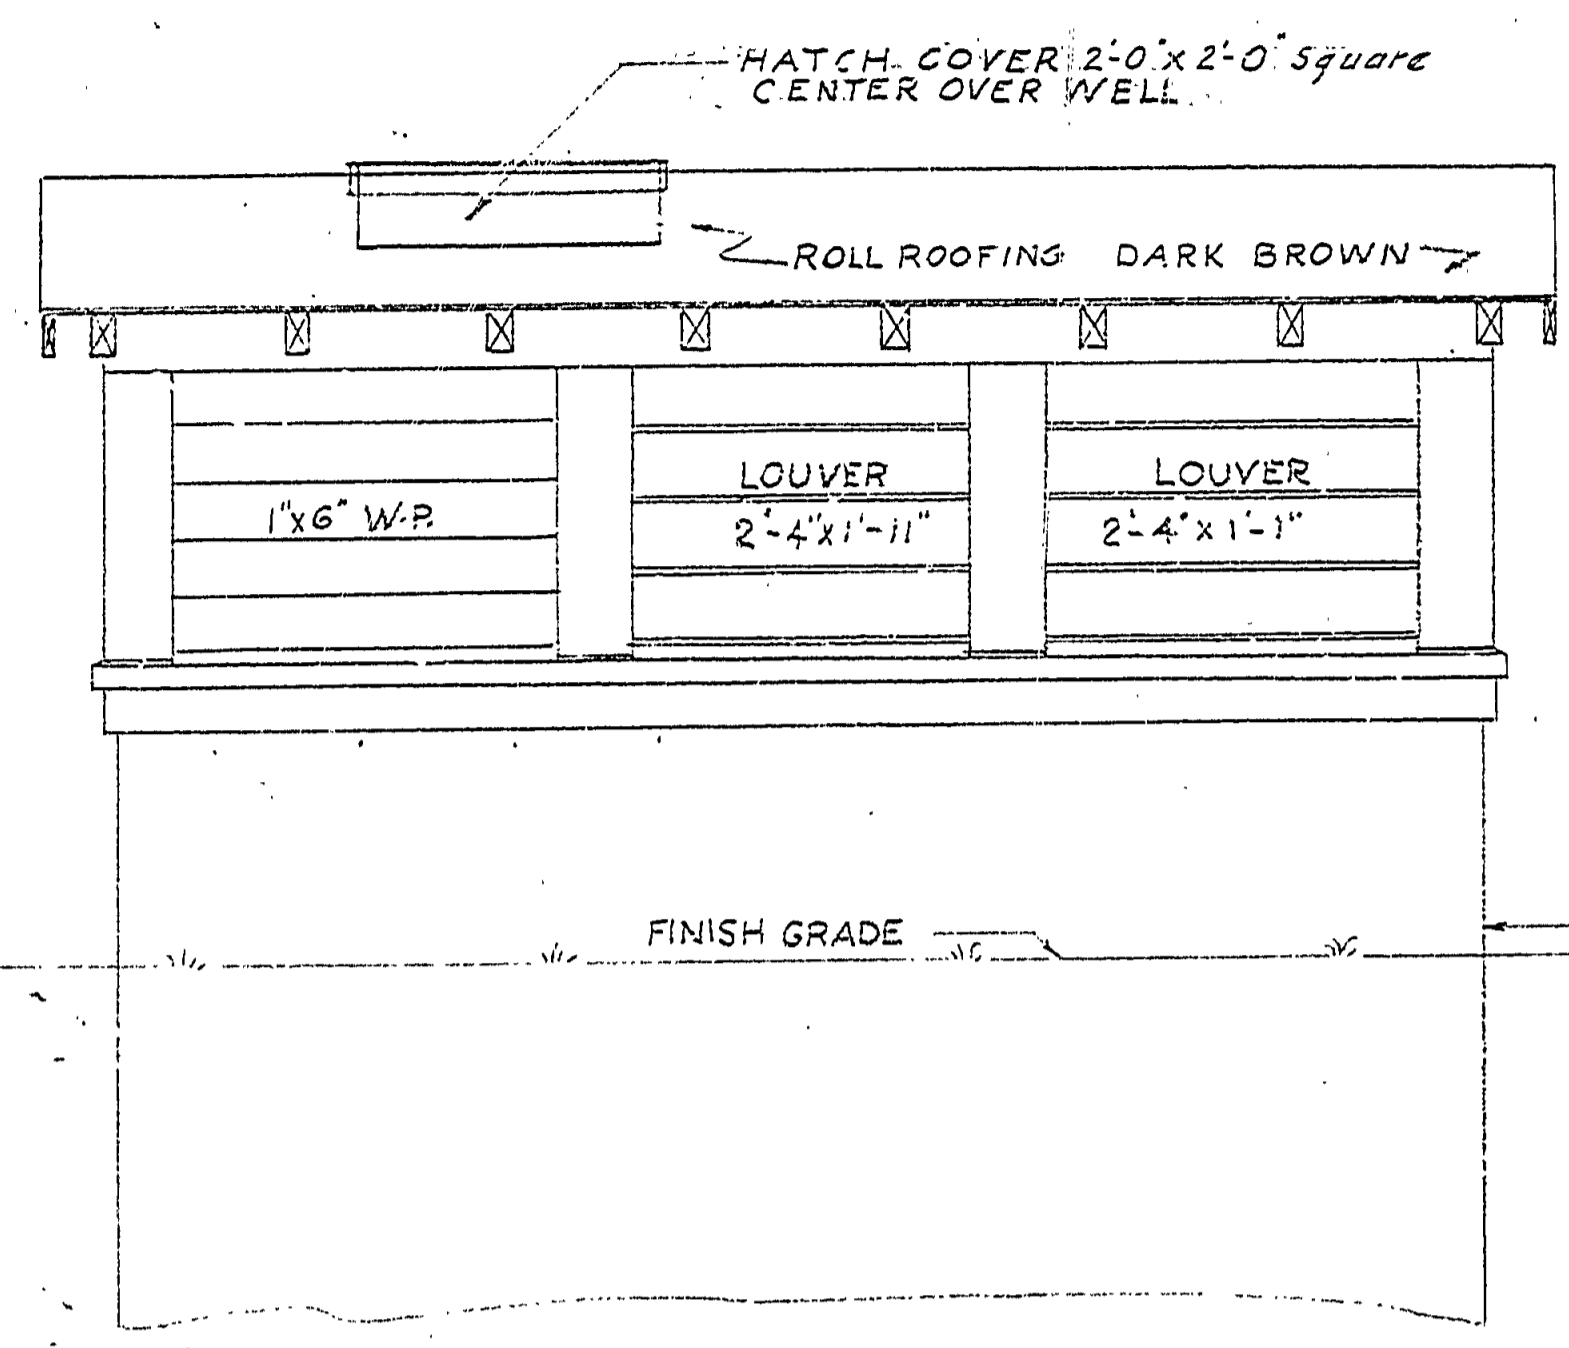 HATCH COVER 2'-0" x 2'-0" Square
CENTER OVER WELL
ROLL ROOFING DARK BROWN
1"x6" W.P.
LOUVER
2'-4"x1'-11"
LOUVER
2'-4" x 1'-1"
FINISH GRADE